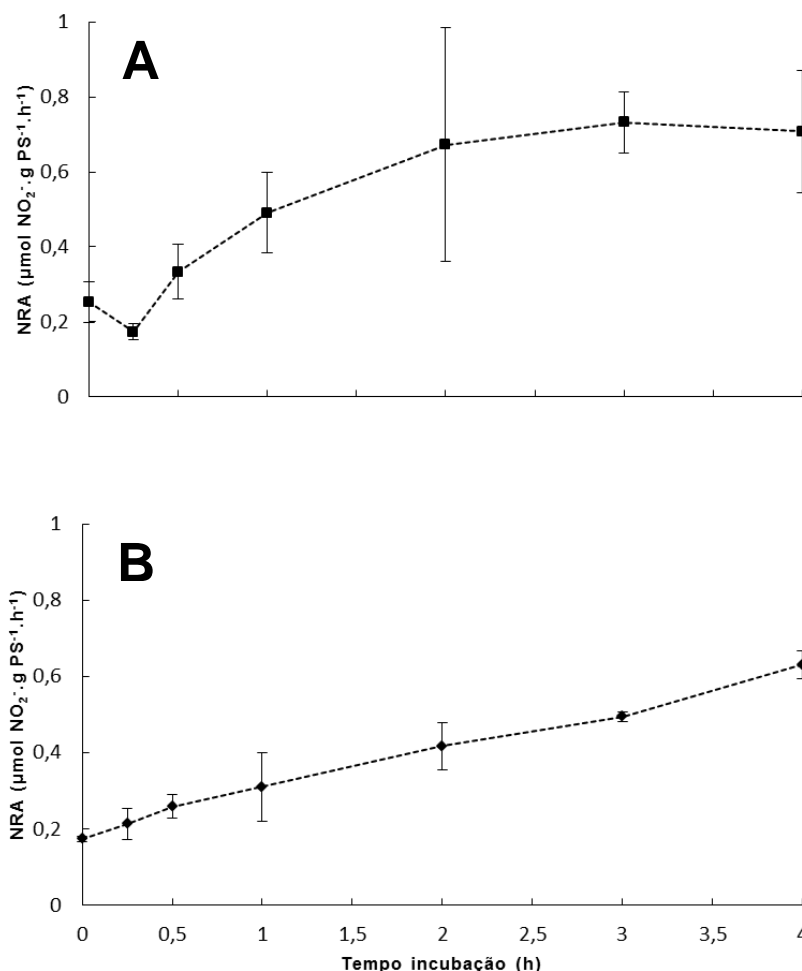 1
A
0,8
0,6
0,4
0,2
0
NRA (µmol NO₂⁻.g PS⁻¹.h⁻¹)
1
B
0,8
0,6
0,4
0,2
0
NRA (µmol NO₂⁻.g PS⁻¹.h⁻¹)
0 0,5 1 1,5 2 2,5 3 3,5 4
Tempo incubação (h)